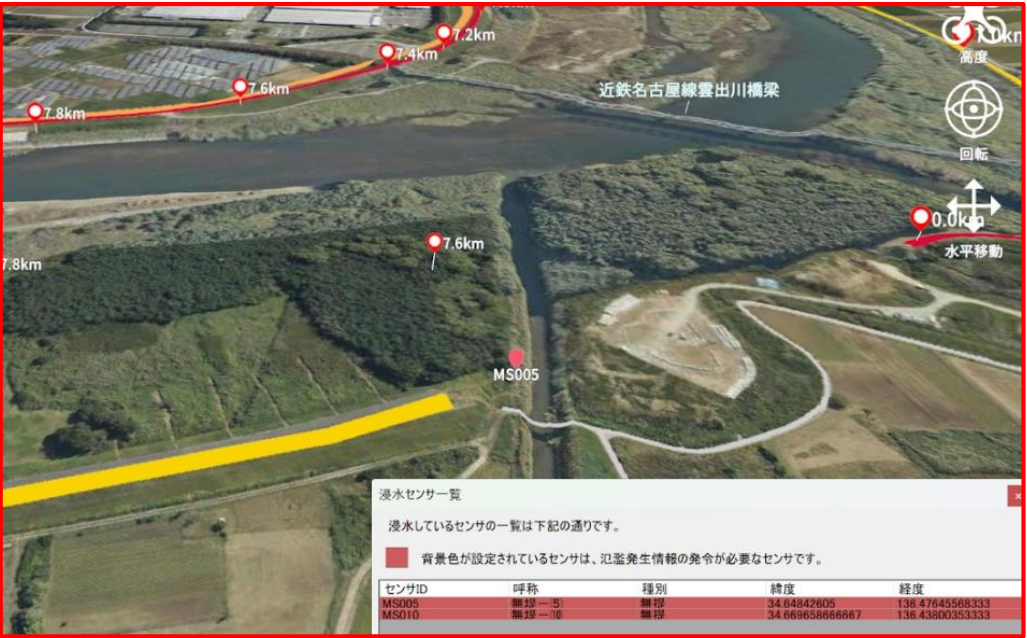 7.2km
7.0km
7.4km
高度
7.6km
近鉄名古屋線雲出川橋梁
7.8km
回転
0.0km
7.6km
水平移動
7.8km
MS005
浸水センサ一覧
浸水しているセンサの一覧は下記の通りです。
背景色が設定されているセンサは、氾濫発生情報の発令が必要なセンサです。
センサID 呼称 種別 緯度 経度
MS005 無堤－⑸ 無堤 34.64842605 136.47645568333
MS010 無堤－⑽ 無堤 34.669658666667 136.43800353333